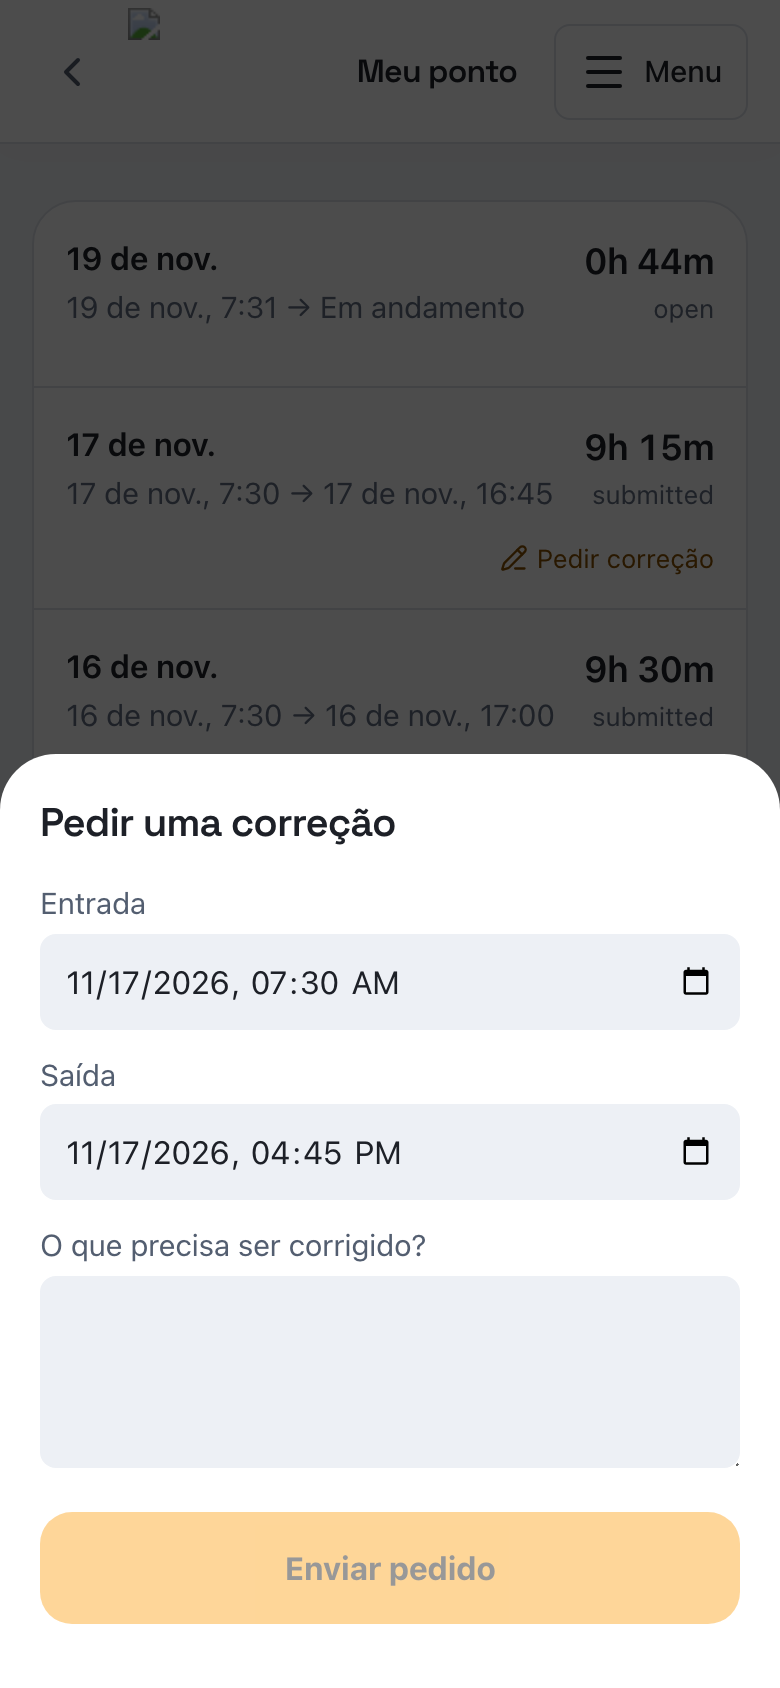 Meu ponto
Menu
19 de nov.
0h 44m
19 de nov., 7:31 → Em andamento
open
17 de nov.
9h 15m
17 de nov., 7:30 → 17 de nov., 16:45
submitted
Pedir correção
16 de nov.
9h 30m
16 de nov., 7:30 → 16 de nov., 17:00
submitted
Pedir uma correção
Entrada
11/17/2026, 07:30 AM
Saída
11/17/2026, 04:45 PM
O que precisa ser corrigido?
Enviar pedido